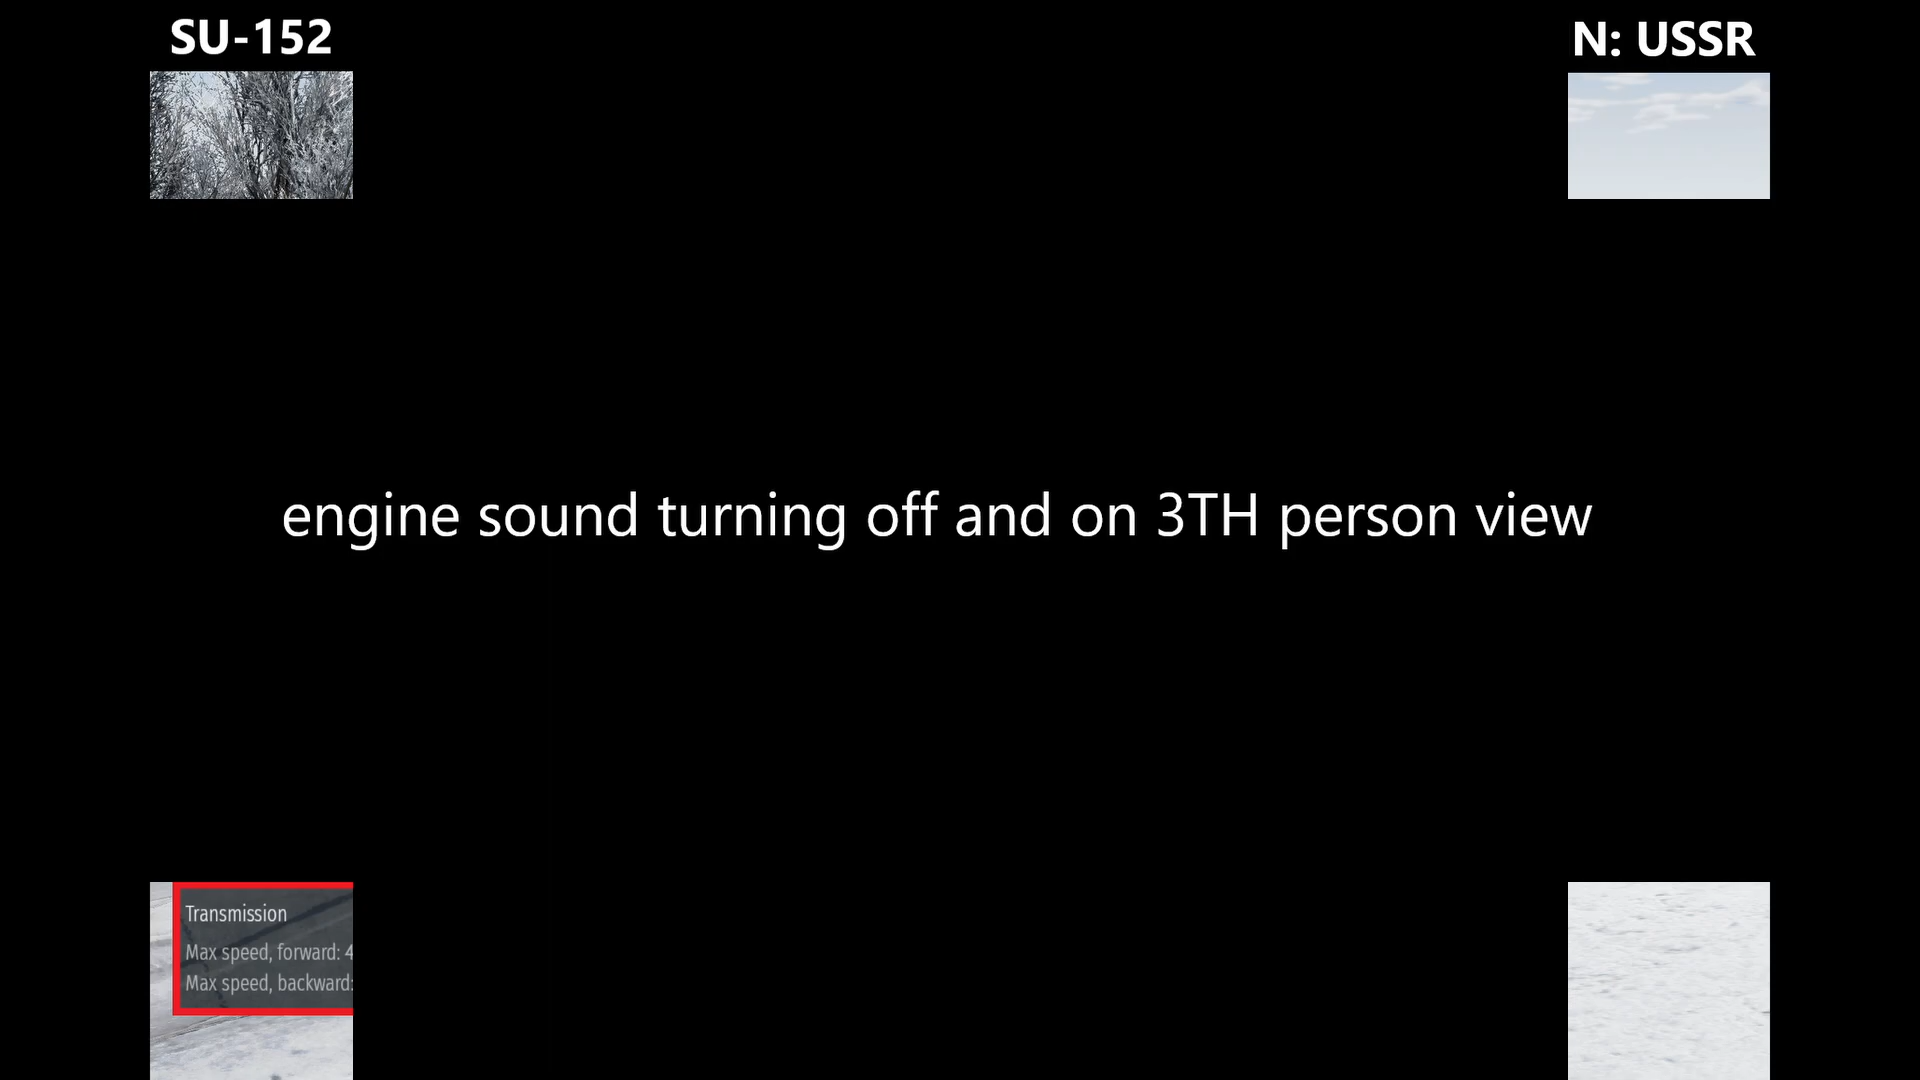 SU-152
N: USSR
engine sound turning off and on 3TH person view
Transmission
Max speed, forward: 4
Max speed, backward: